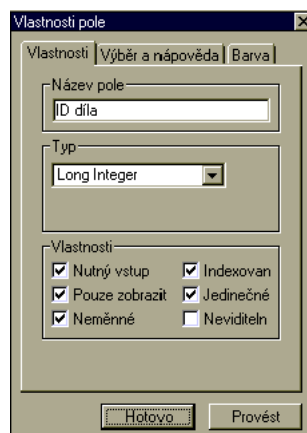 Vlastnosti pole
Vlastnosti Výběr a nápověda Barva
Název pole
ID díla
Typ
Long Integer
Vlastnosti
Nutný vstup Indexovan
Pouze zobrazit Jedinečné
Neměnné Neviditeln
Hotovo Provést